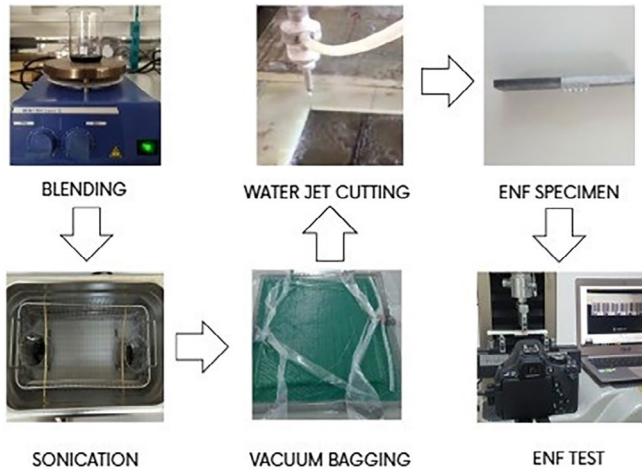 BLENDING
WATER JET CUTTING
ENF SPECIMEN
SONICATION
VACUUM BAGGING
ENF TEST